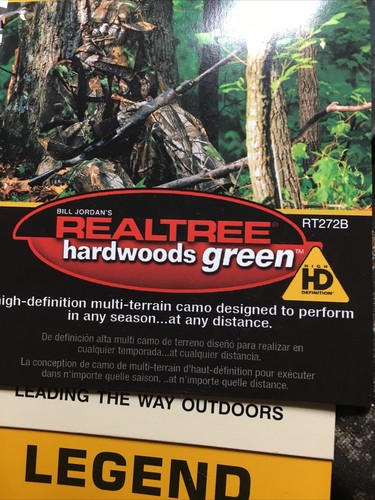 BILL JORDAN'S
REALTREE®
hardwoods green™
RT272B
HIGH
HD
DEFINITION™
high-definition multi-terrain camo designed to perform
in any season...at any distance.
De definición alta multi camo de terreno diseñó para realizar en
cualquier temporada...at cualquier distancia.
La conception de camo de multi-terrain d'haut-définition pour exécuter
dans n'importe quelle saison. ..at n'importe quelle distance.
LEADING THE WAY OUTDOORS
LEGEND